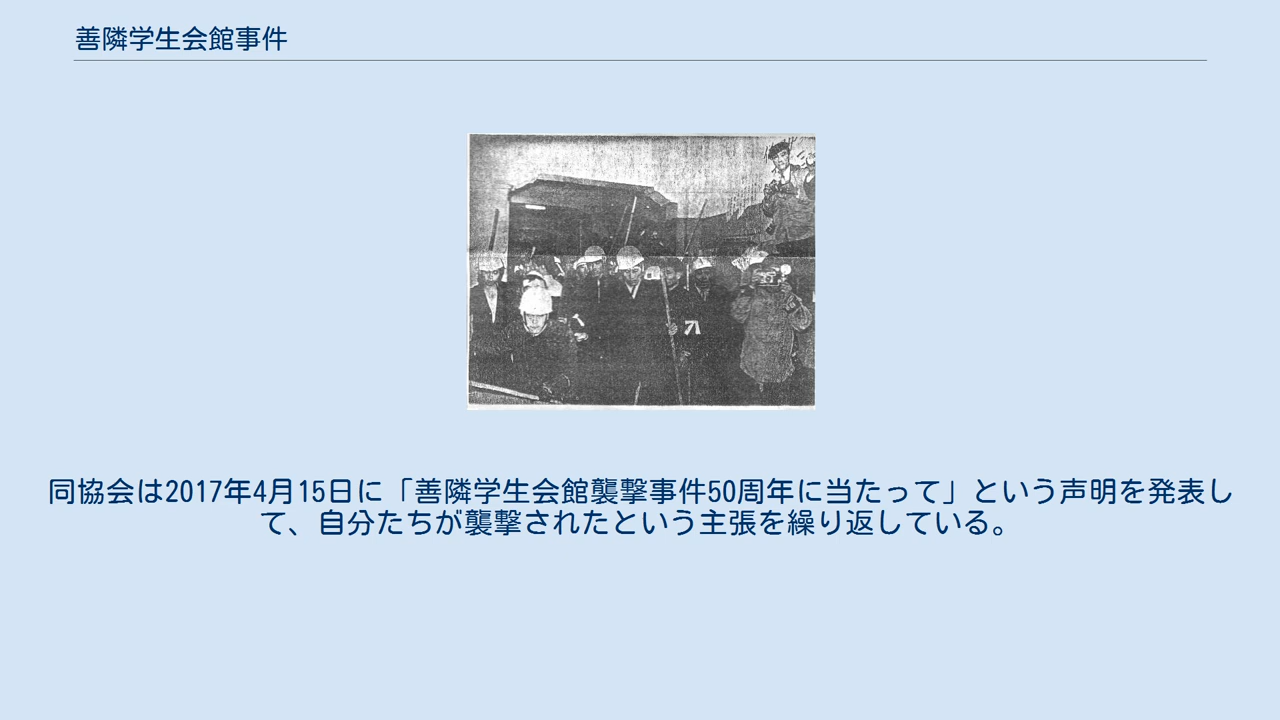 善隣学生会館事件
同協会は2017年4月15日に「善隣学生会館襲撃事件50周年に当たって」という声明を発表し
て、自分たちが襲撃されたという主張を繰り返している。